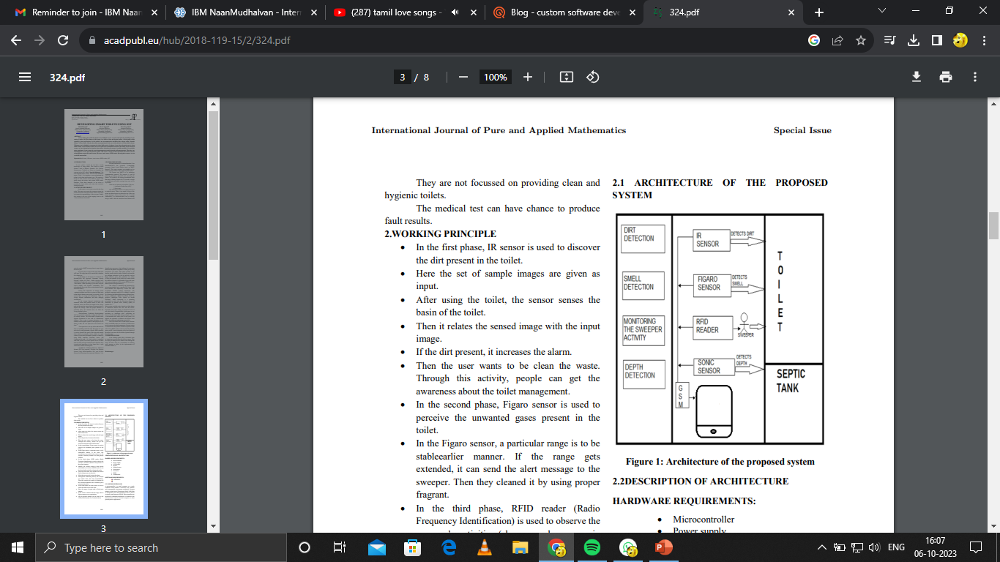 Reminder to join - IBM Naan
IBM NaanMudhalvan - Inter
(287) tamil love songs -
Blog - custom software deve
324.pdf
acadpubl.eu/hub/2018-119-15/2/324.pdf
324.pdf
3 / 8
100%
1
2
3
International Journal of Pure and Applied Mathematics
Special Issue
They are not focussed on providing clean and
hygienic toilets.
The medical test can have chance to produce
fault results.
2.WORKING PRINCIPLE
• In the first phase, IR sensor is used to discover
the dirt present in the toilet.
• Here the set of sample images are given as
input.
• After using the toilet, the sensor senses the
basin of the toilet.
• Then it relates the sensed image with the input
image.
• If the dirt present, it increases the alarm.
• Then the user wants to be clean the waste.
Through this activity, people can get the
awareness about the toilet management.
• In the second phase, Figaro sensor is used to
perceive the unwanted gases present in the
toilet.
• In the Figaro sensor, a particular range is to be
stableearlier manner. If the range gets
extended, it can send the alert message to the
sweeper. Then they cleaned it by using proper
fragrant.
• In the third phase, RFID reader (Radio
Frequency Identification) is used to observe the
2.1 ARCHITECTURE OF THE PROPOSED
SYSTEM
DIRT
DETECTION
IR
SENSOR
DETECTS DIRT
SMELL
DETECTION
FIGARO
SENSOR
DETECTS
SMELL
MONITORING
THE SWEEPER
ACTIVITY
RFID
READER
SWEEPER
DEPTH
DETECTION
SONIC
SENSOR
DETECTS
DEPTH
G
S
M
T
O
I
L
E
T
SEPTIC
TANK
Figure 1: Architecture of the proposed system
2.2DESCRIPTION OF ARCHITECTURE
HARDWARE REQUIREMENTS:
• Microcontroller
• Power supply
Type here to search
ENG
16:07
06-10-2023